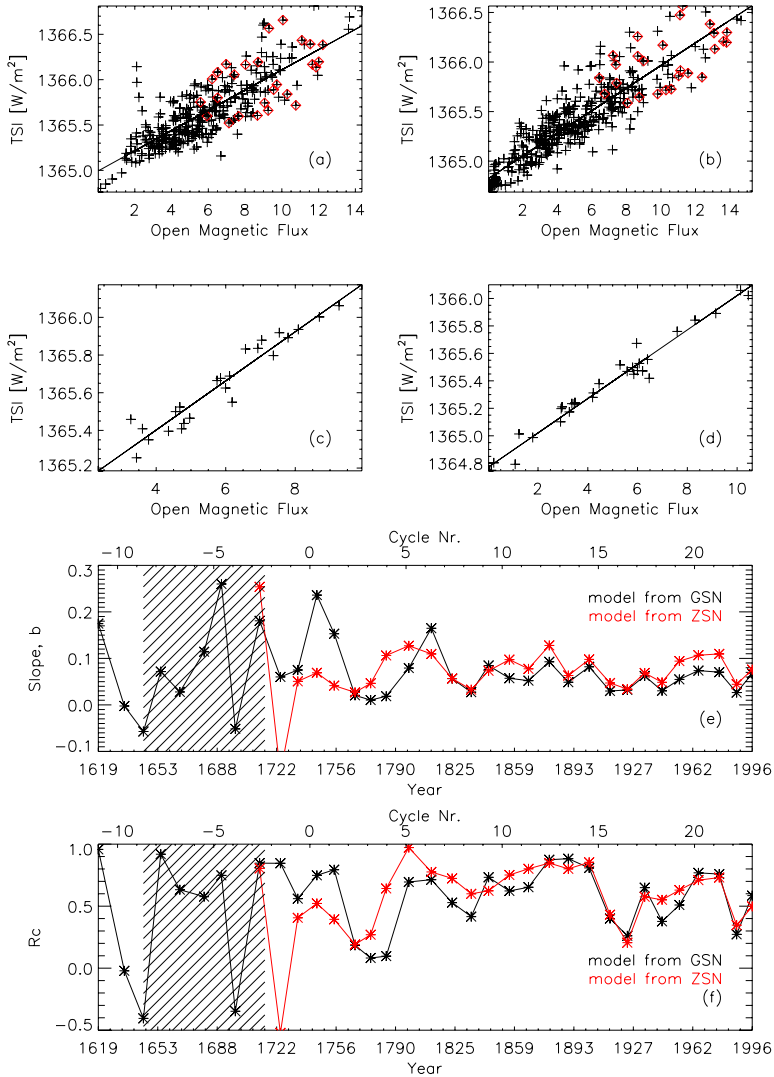 1366.5
1366.0
1365.5
1365.0
TSI [W/m²]
(a)
2 4 6 8 10 12 14
Open Magnetic Flux
1366.5
1366.0
1365.5
1365.0
TSI [W/m²]
(b)
2 4 6 8 10 12 14
Open Magnetic Flux
1366.0
1365.8
1365.6
1365.4
1365.2
TSI [W/m²]
(c)
4 6 8
Open Magnetic Flux
1366.0
1365.8
1365.6
1365.4
1365.2
1365.0
1364.8
TSI [W/m²]
(d)
0 2 4 6 8 10
Open Magnetic Flux
Cycle Nr.
−10 −5 0 5 10 15 20
0.3
0.2
0.1
0.0
−0.1
Slope, b
model from GSN
model from ZSN
(e)
1619 1653 1688 1722 1756 1790 1825 1859 1893 1927 1962 1996
Year
Cycle Nr.
−10 −5 0 5 10 15 20
1.0
0.5
0.0
−0.5
Rc
model from GSN
model from ZSN
(f)
1619 1653 1688 1722 1756 1790 1825 1859 1893 1927 1962 1996
Year